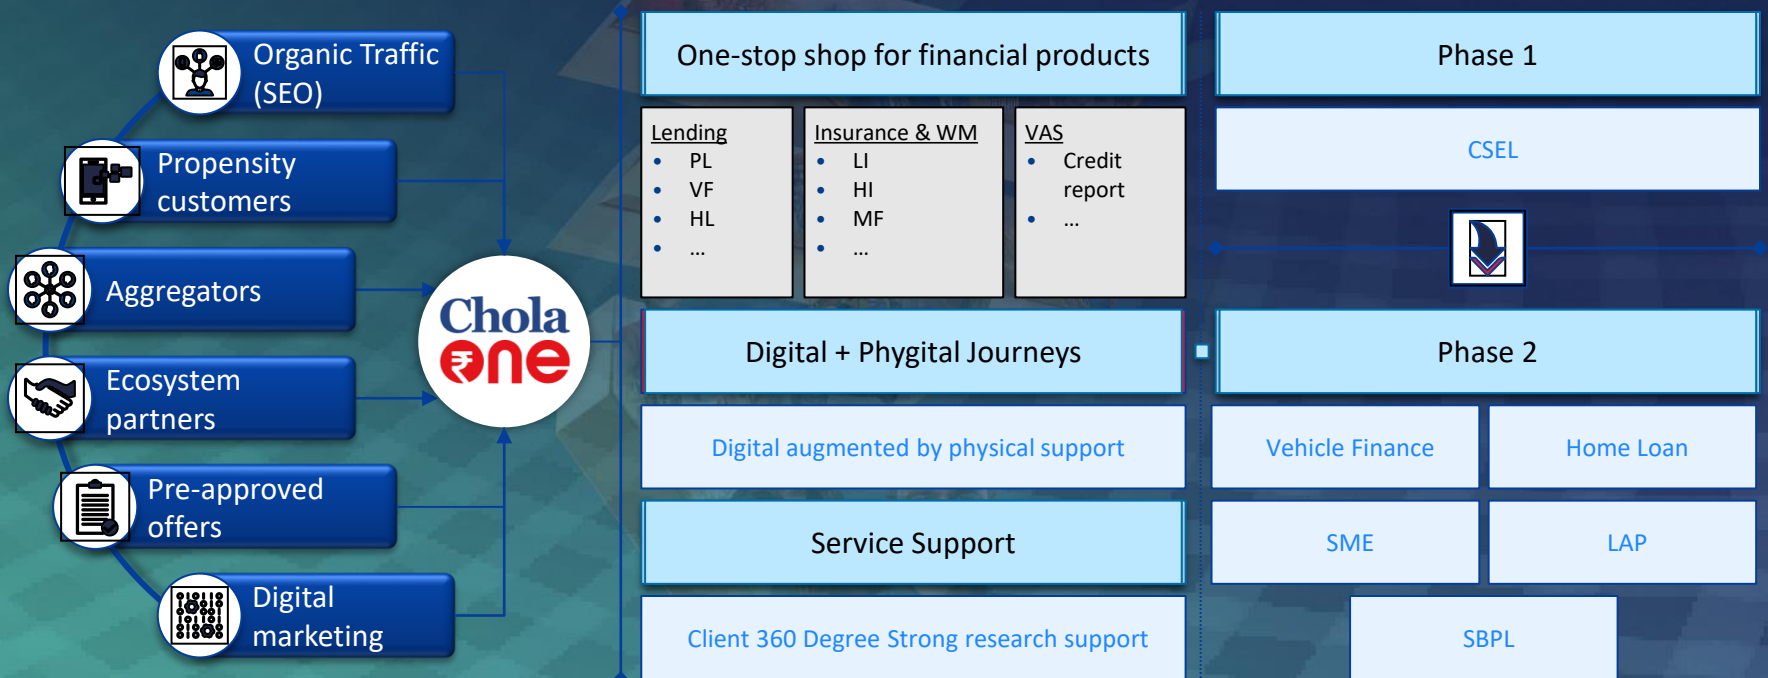 Organic Traffic
(SEO)
Propensity
customers
Aggregators
Ecosystem
partners
Pre-approved
offers
Digital
marketing
Chola
₹one
One-stop shop for financial products
Lending
• PL
• VF
• HL
• ...
Insurance & WM
• LI
• HI
• MF
• ...
VAS
• Credit
report
• ...
Digital + Phygital Journeys
Digital augmented by physical support
Service Support
Client 360 Degree Strong research support
Phase 1
CSEL
Phase 2
Vehicle Finance
Home Loan
SME
LAP
SBPL